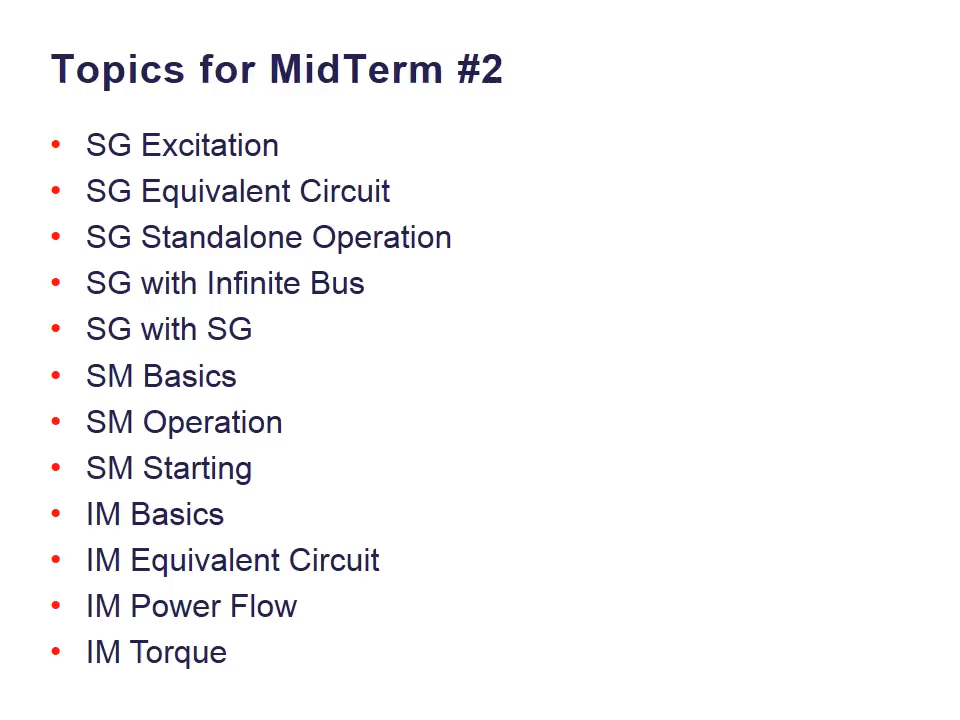 Topics for MidTerm #2
• SG Excitation
• SG Equivalent Circuit
• SG Standalone Operation
• SG with Infinite Bus
• SG with SG
• SM Basics
• SM Operation
• SM Starting
• IM Basics
• IM Equivalent Circuit
• IM Power Flow
• IM Torque